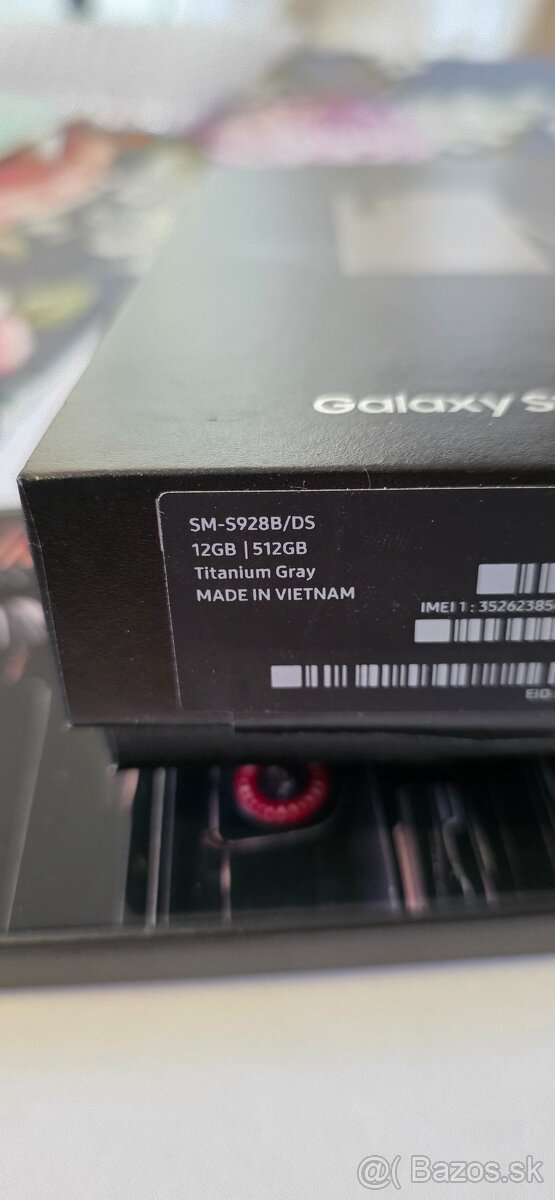 Galaxy S
SM-S928B/DS
12GB | 512GB
Titanium Gray
MADE IN VIETNAM
IMEI 1 : 35262385
EID
@( Bazos.sk